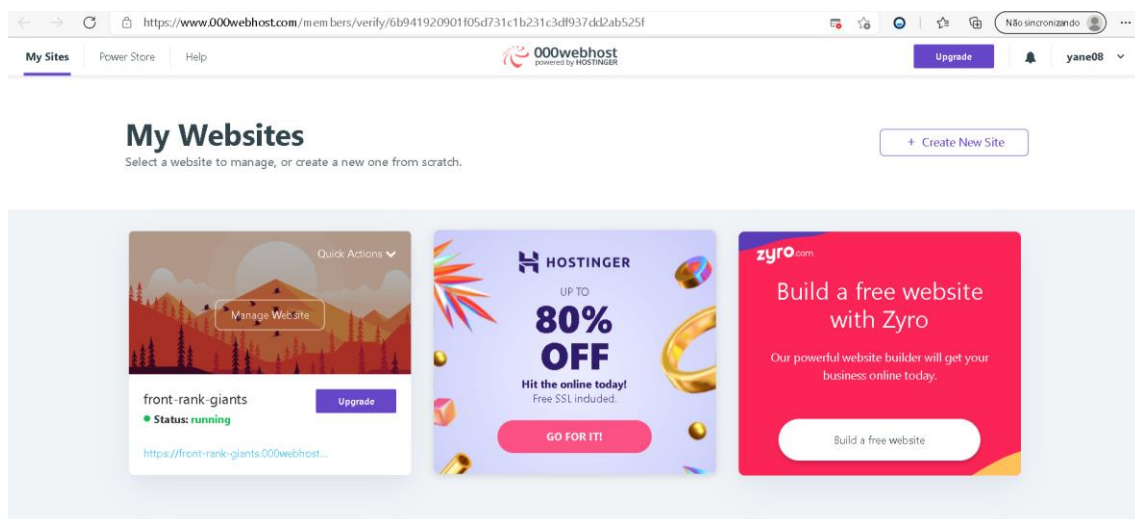 https://www.000webhost.com/members/verify/6b941920901f05d731c1b231c3df937dd2ab525f
Não sincronizando
My Sites
Power Store
Help
000webhost
powered by HOSTINGER
Upgrade
yane08
My Websites
Select a website to manage, or create a new one from scratch.
+ Create New Site
Quick Actions
Manage Website
front-rank-giants
Upgrade
Status: running
https://front-rank-giants.000webhost...
HOSTINGER
UP TO
80%
OFF
Hit the online today!
Free SSL included.
GO FOR IT!
zyro.com
Build a free website
with Zyro
Our powerful website builder will get your
business online today.
Build a free website